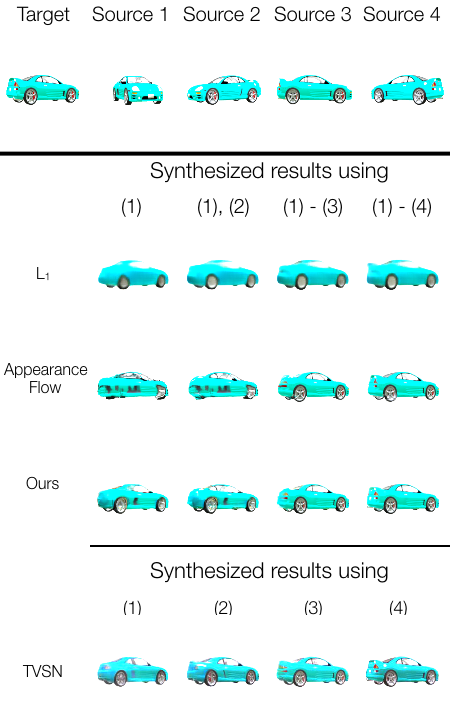 Target Source 1 Source 2 Source 3 Source 4
Synthesized results using
(1) (1), (2) (1) - (3) (1) - (4)
L₁
Appearance
Flow
Ours
Synthesized results using
(1) (2) (3) (4)
TVSN